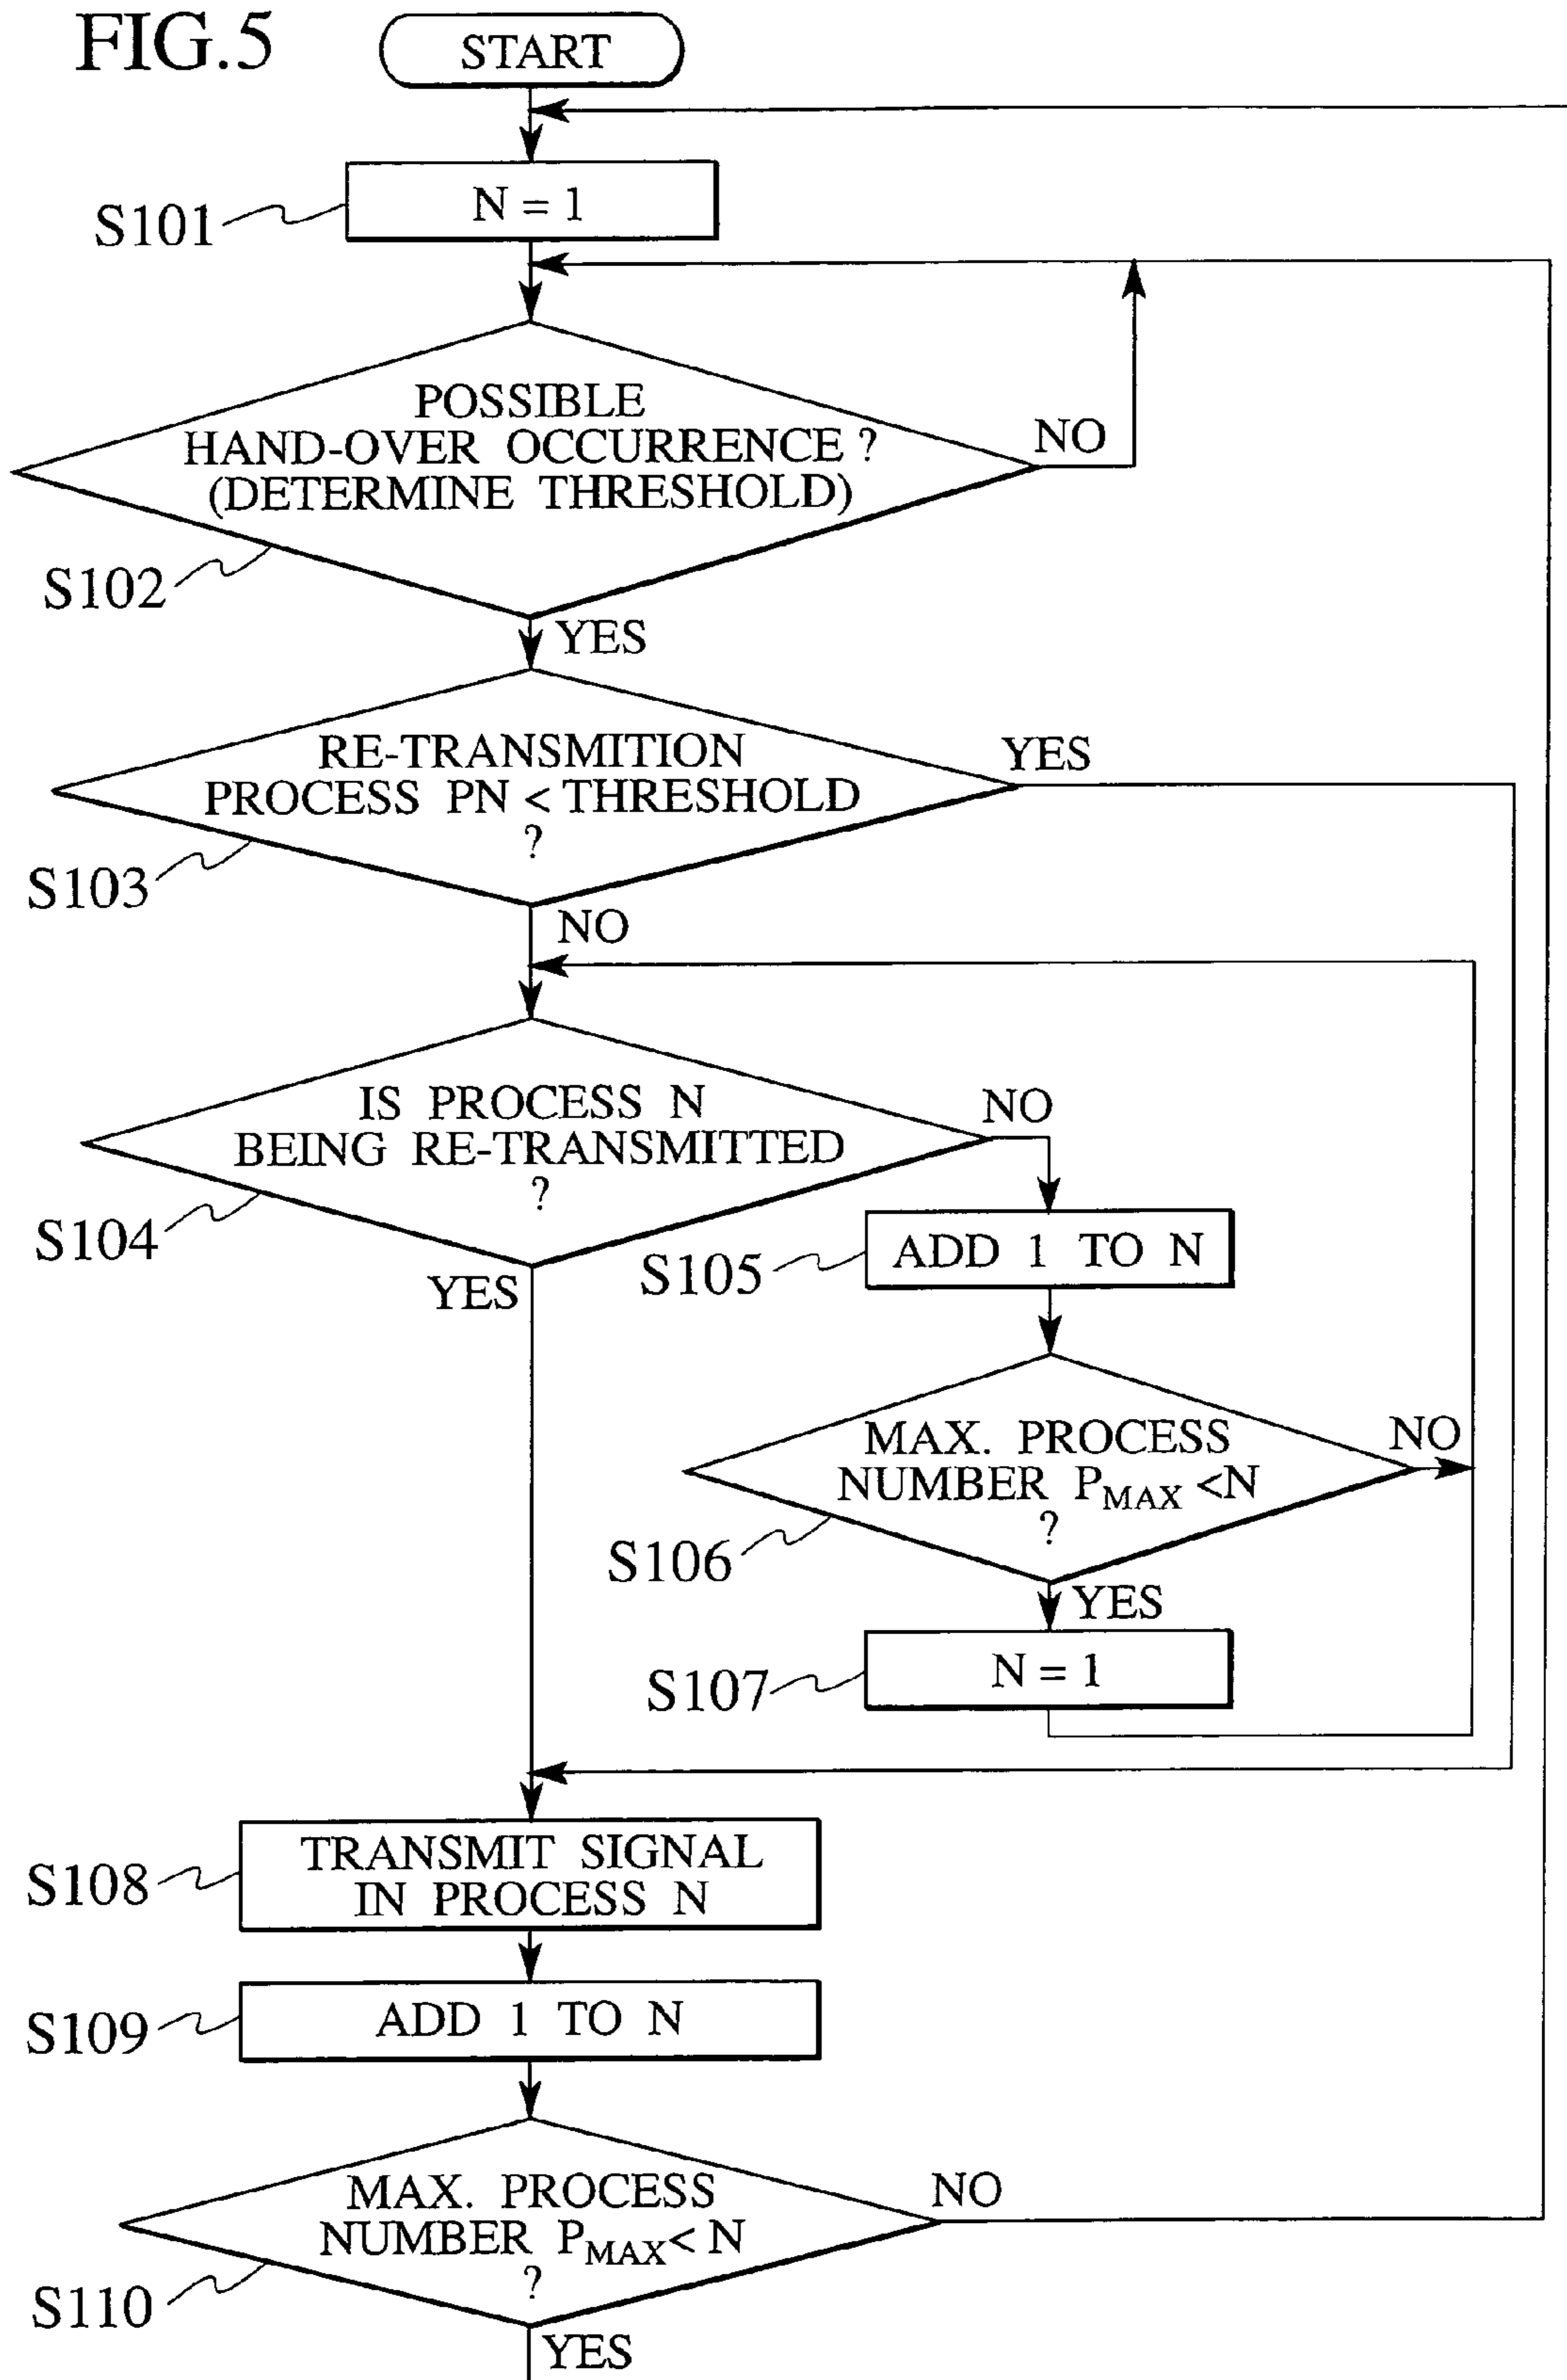 FIG.5
START
S101
N = 1
POSSIBLE
HAND-OVER OCCURRENCE ?
(DETERMINE THRESHOLD)
NO
S102
YES
RE-TRANSMITION
PROCESS PN < THRESHOLD
?
YES
S103
NO
IS PROCESS N
BEING RE-TRANSMITTED
?
NO
S104
YES
S105
ADD 1 TO N
MAX. PROCESS
NUMBER PMAX <N
?
NO
S106
YES
S107
N = 1
S108
TRANSMIT SIGNAL
IN PROCESS N
S109
ADD 1 TO N
MAX. PROCESS
NUMBER PMAX< N
?
NO
S110
YES